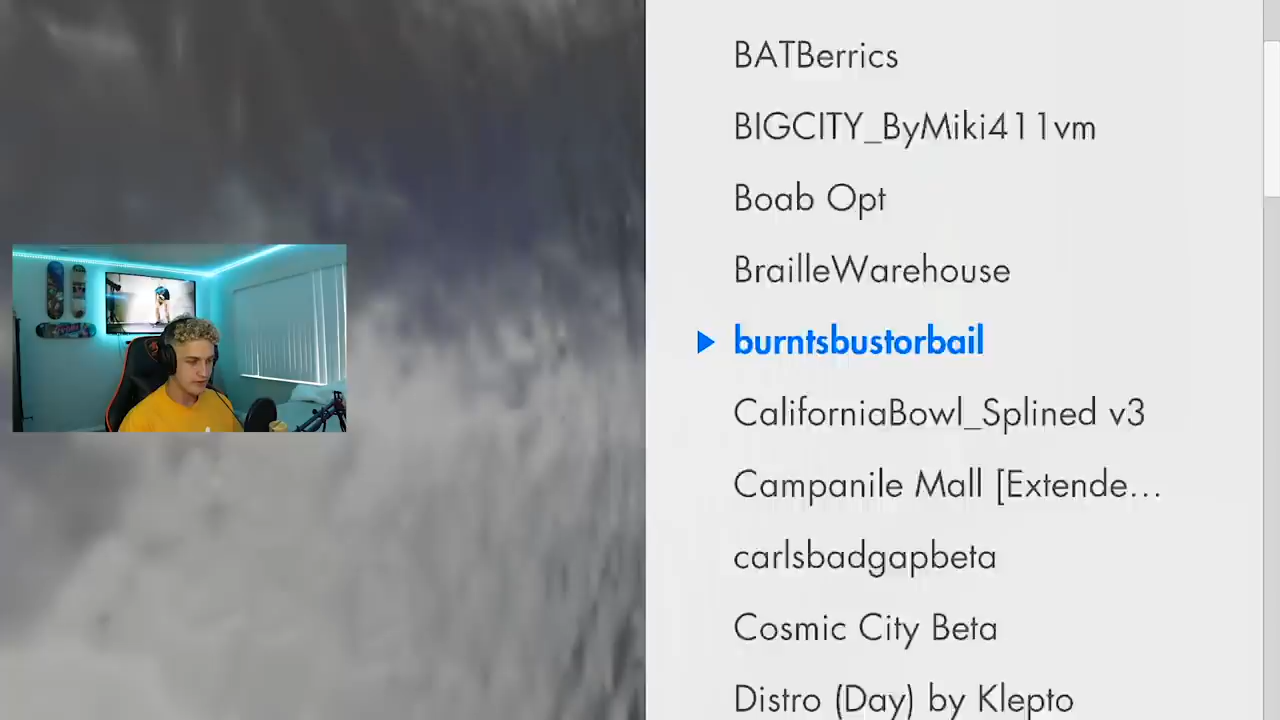 BATBerrics
BIGCITY_ByMiki411vm
Boab Opt
BrailleWarehouse
burntsbustorbail
CaliforniaBowl_Splined v3
Campanile Mall [Extende...
carlsbadgapbeta
Cosmic City Beta
Distro (Day) by Klepto